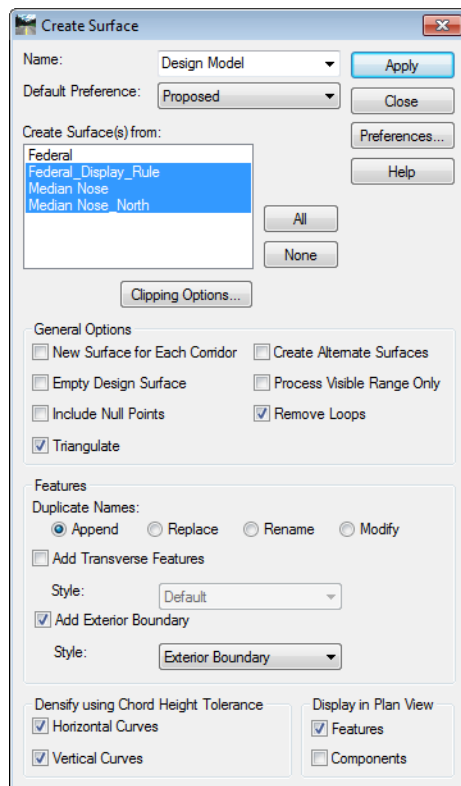 Create Surface
Name: Design Model Apply
Default Preference: Proposed Close
Create Surface(s) from: Preferences...
Federal Help
Federal_Display_Rule
Median Nose
Median Nose_North
All
None
Clipping Options...
General Options
New Surface for Each Corridor Create Alternate Surfaces
Empty Design Surface Process Visible Range Only
Include Null Points Remove Loops
Triangulate
Features
Duplicate Names:
Append Replace Rename Modify
Add Transverse Features
Style: Default
Add Exterior Boundary
Style: Exterior Boundary
Densify using Chord Height Tolerance Display in Plan View
Horizontal Curves Features
Vertical Curves Components